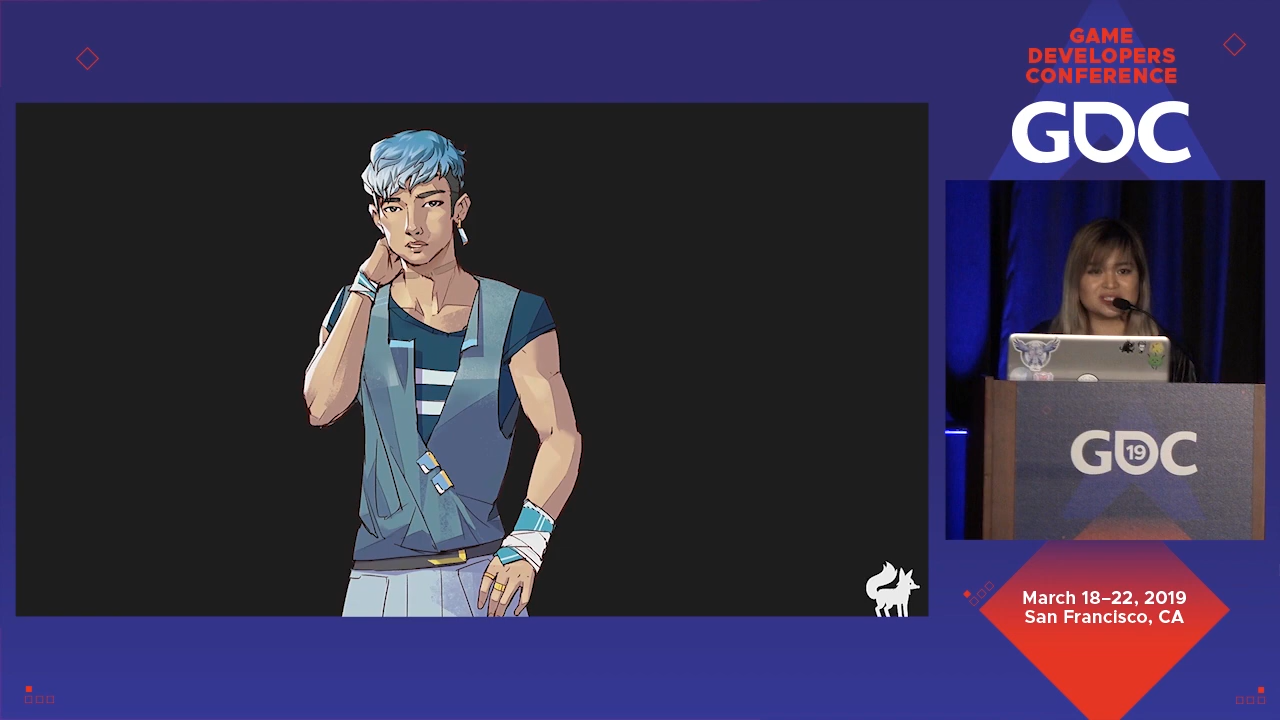 GAME
DEVELOPERS
CONFERENCE
GDC
GDC
19
March 18–22, 2019
San Francisco, CA